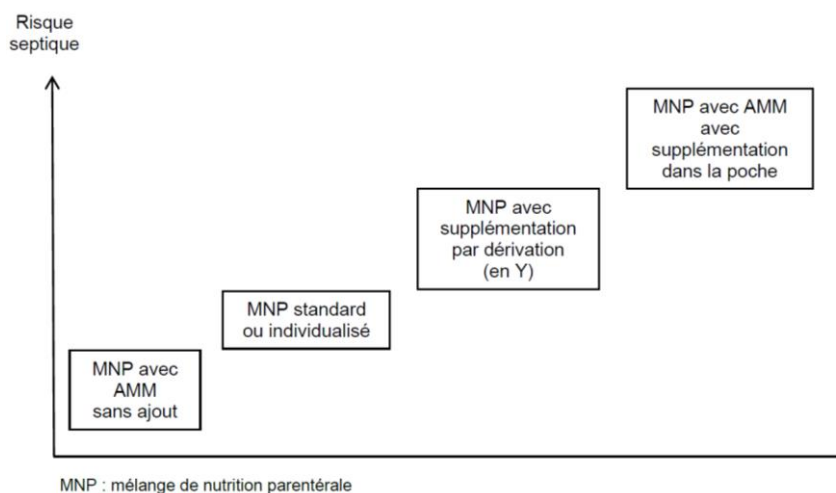 Risque
septique
MNP avec AMM
avec
supplémentation
dans la poche
MNP avec
supplémentation
par dérivation
(en Y)
MNP standard
ou individualisé
MNP avec
AMM
sans ajout
MNP : mélange de nutrition parentérale